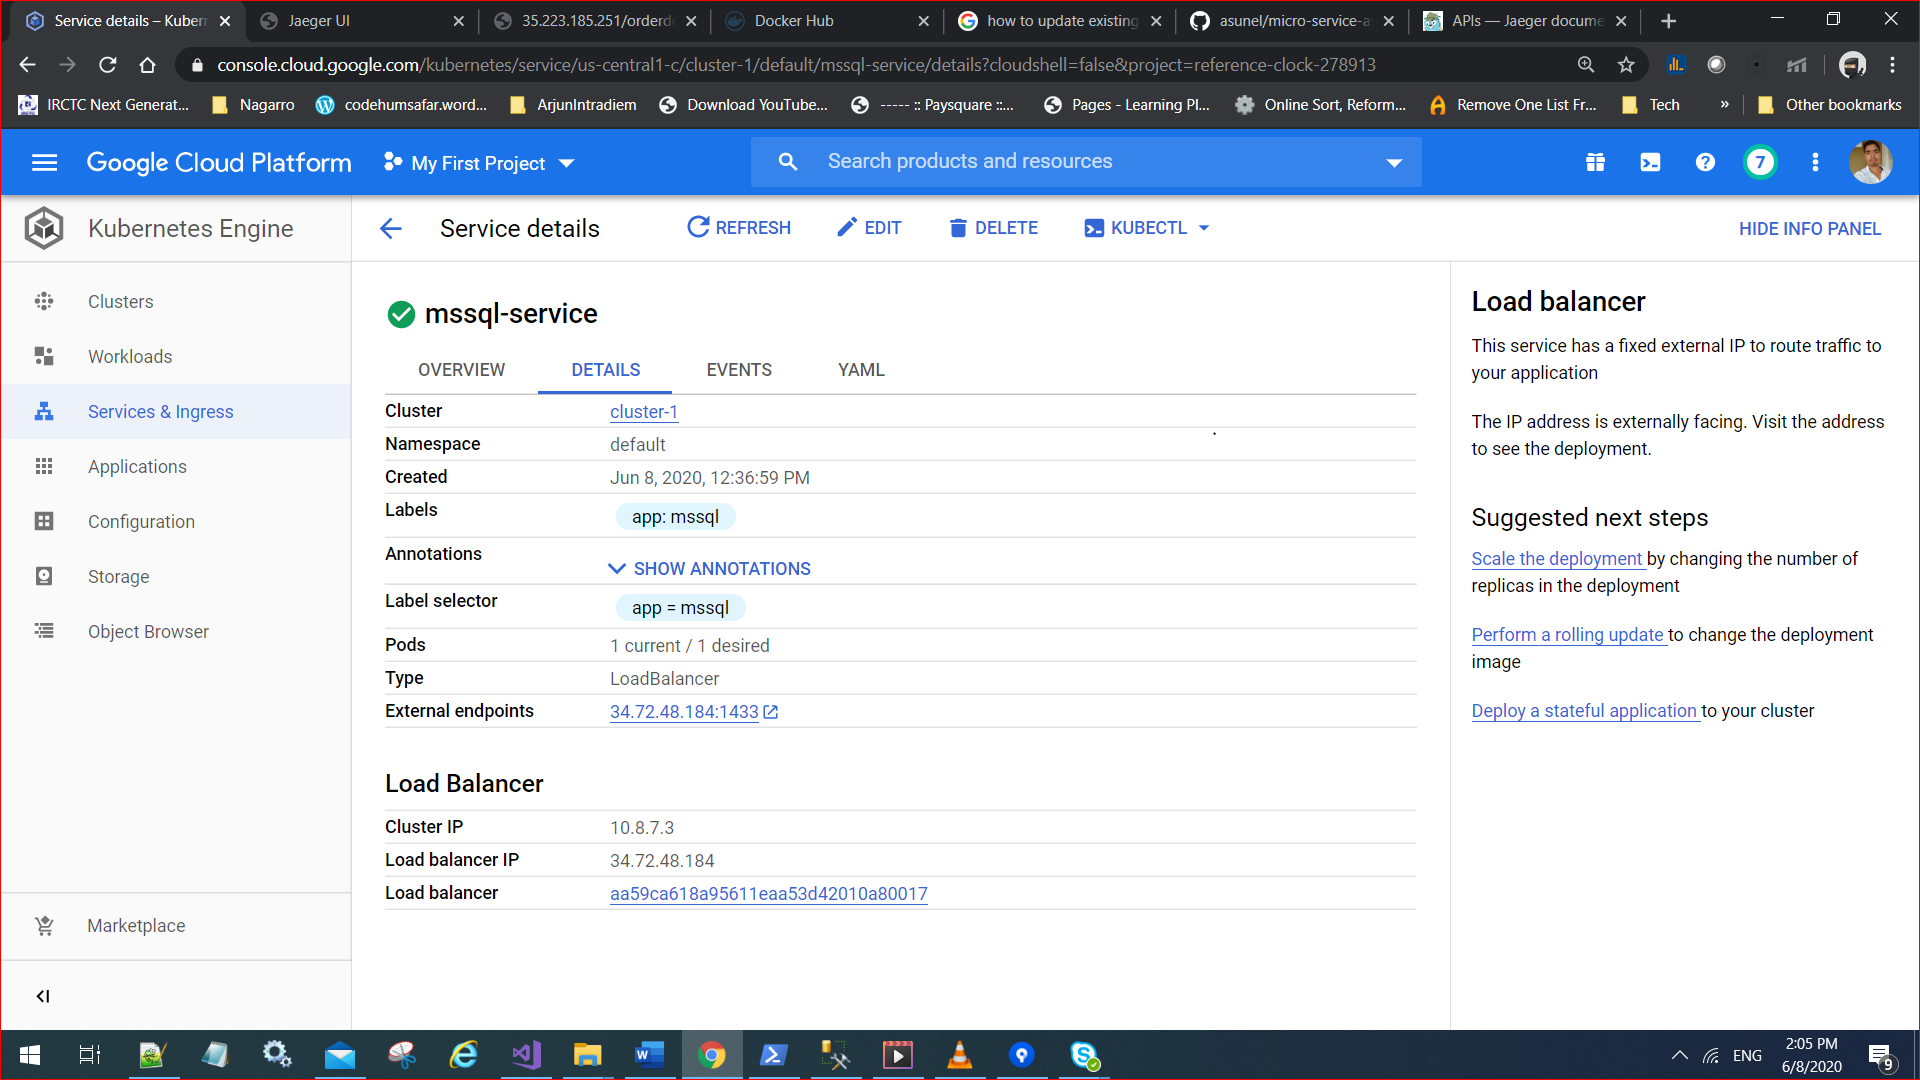 Service details – Kubern
Jaeger UI
35.223.185.251/orderde
Docker Hub
how to update existing
asunel/micro-service-a
APIs — Jaeger docume
console.cloud.google.com/kubernetes/service/us-central1-c/cluster-1/default/mssql-service/details?cloudshell=false&project=reference-clock-278913
IRCTC Next Generat...
Nagarro
codehumsafar.word...
ArjunIntradiem
Download YouTube...
----- :: Paysquare ::...
Pages - Learning Pl...
Online Sort, Reform...
Remove One List Fr...
Tech
»
Other bookmarks
Google Cloud Platform
My First Project
Search products and resources
7
Kubernetes Engine
Service details
REFRESH
EDIT
DELETE
KUBECTL
HIDE INFO PANEL
Clusters
Workloads
Services & Ingress
Applications
Configuration
Storage
Object Browser
Marketplace
mssql-service
OVERVIEW
DETAILS
EVENTS
YAML
Cluster cluster-1
Namespace default
Created Jun 8, 2020, 12:36:59 PM
Labels app: mssql
Annotations SHOW ANNOTATIONS
Label selector app = mssql
Pods 1 current / 1 desired
Type LoadBalancer
External endpoints 34.72.48.184:1433
Load Balancer
Cluster IP 10.8.7.3
Load balancer IP 34.72.48.184
Load balancer aa59ca618a95611eaa53d42010a80017
Load balancer
This service has a fixed external IP to route traffic to
your application
The IP address is externally facing. Visit the address
to see the deployment.
Suggested next steps
Scale the deployment by changing the number of
replicas in the deployment
Perform a rolling update to change the deployment
image
Deploy a stateful application to your cluster
ENG
2:05 PM
6/8/2020
9